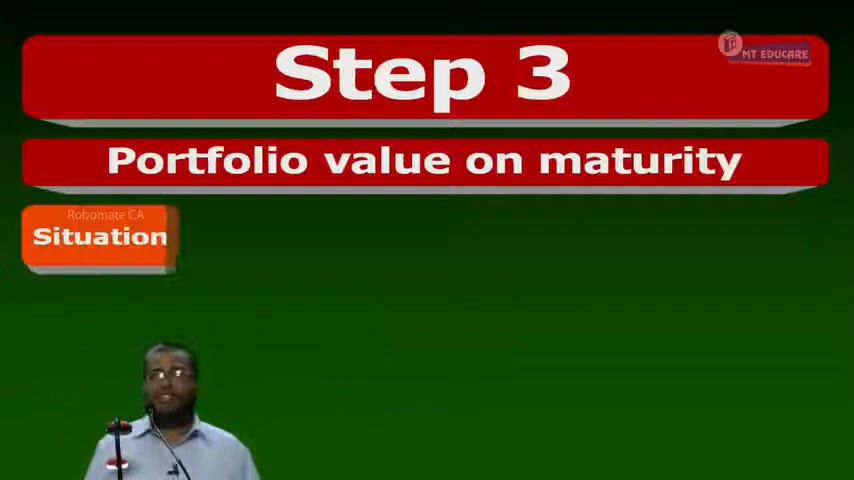 Step 3
MT EDUCARE
Portfolio value on maturity
Robomate CA
Situation